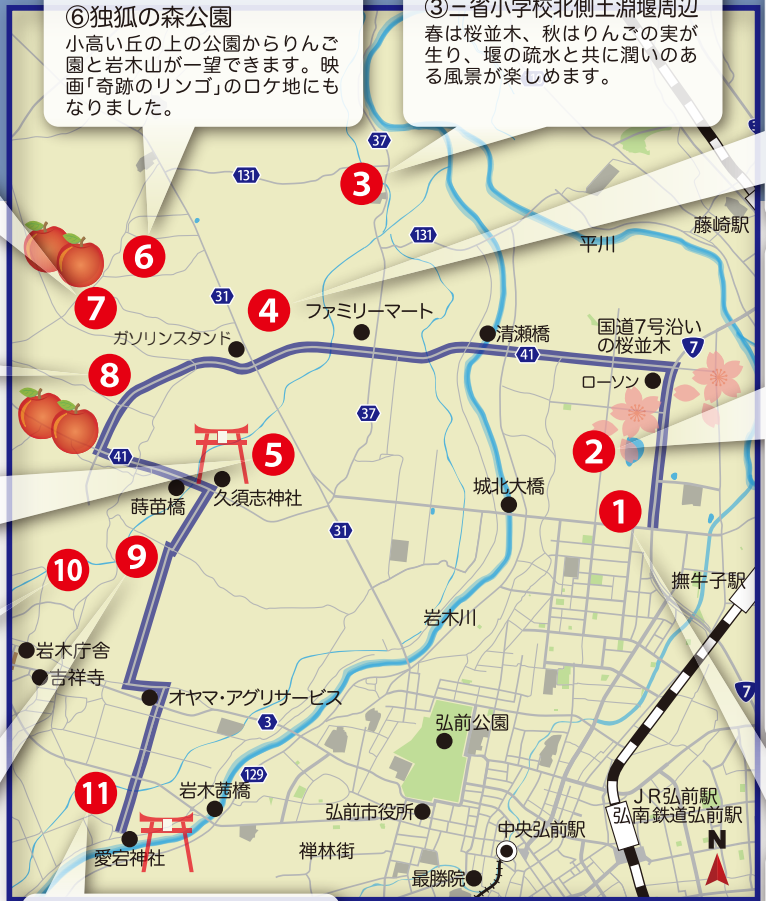 ⑥独狐の森公園
小高い丘の上の公園からりんご
園と岩木山が一望できます。映
画「奇跡のリンゴ」のロケ地にも
なりました。
③三省小学校北側土淵堰周辺
春は桜並木、秋はりんごの実が
生り、堰の疏水と共に潤いのあ
る風景が楽しめます。
37
131
3
藤崎駅
131
平川
6
7
31
4
ファミリーマート
ガソリンスタンド
清瀬橋
41
国道7号沿い
の桜並木
7
ローソン
8
37
2
41
5
蒔苗橋
久須志神社
城北大橋
1
31
9
10
撫牛子駅
岩木川
岩木庁舎
吉祥寺
7
オヤマ・アグリサービス
3
弘前公園
129
11
岩木茜橋
弘前市役所
JR弘前駅
弘南鉄道弘前駅
中央弘前駅
N
愛宕神社
禅林街
最勝院